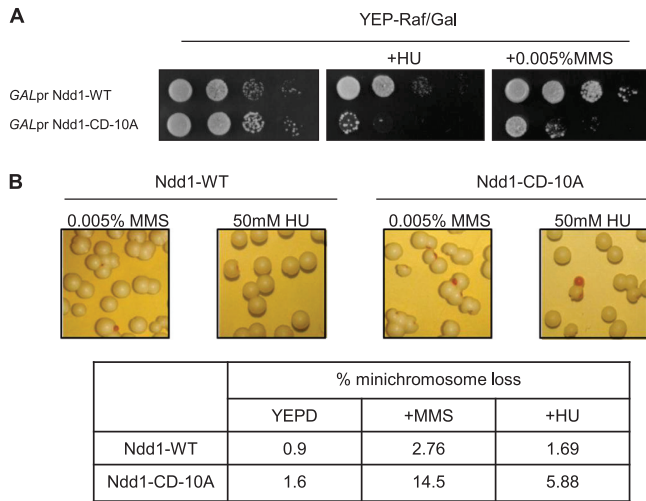 A
YEP-Raf/Gal
+HU
+0.005%MMS
GALpr Ndd1-WT
GALpr Ndd1-CD-10A
B
Ndd1-WT
Ndd1-CD-10A
0.005% MMS
50mM HU
0.005% MMS
50mM HU
% minichromosome loss
YEPD +MMS +HU
Ndd1-WT 0.9 2.76 1.69
Ndd1-CD-10A 1.6 14.5 5.88